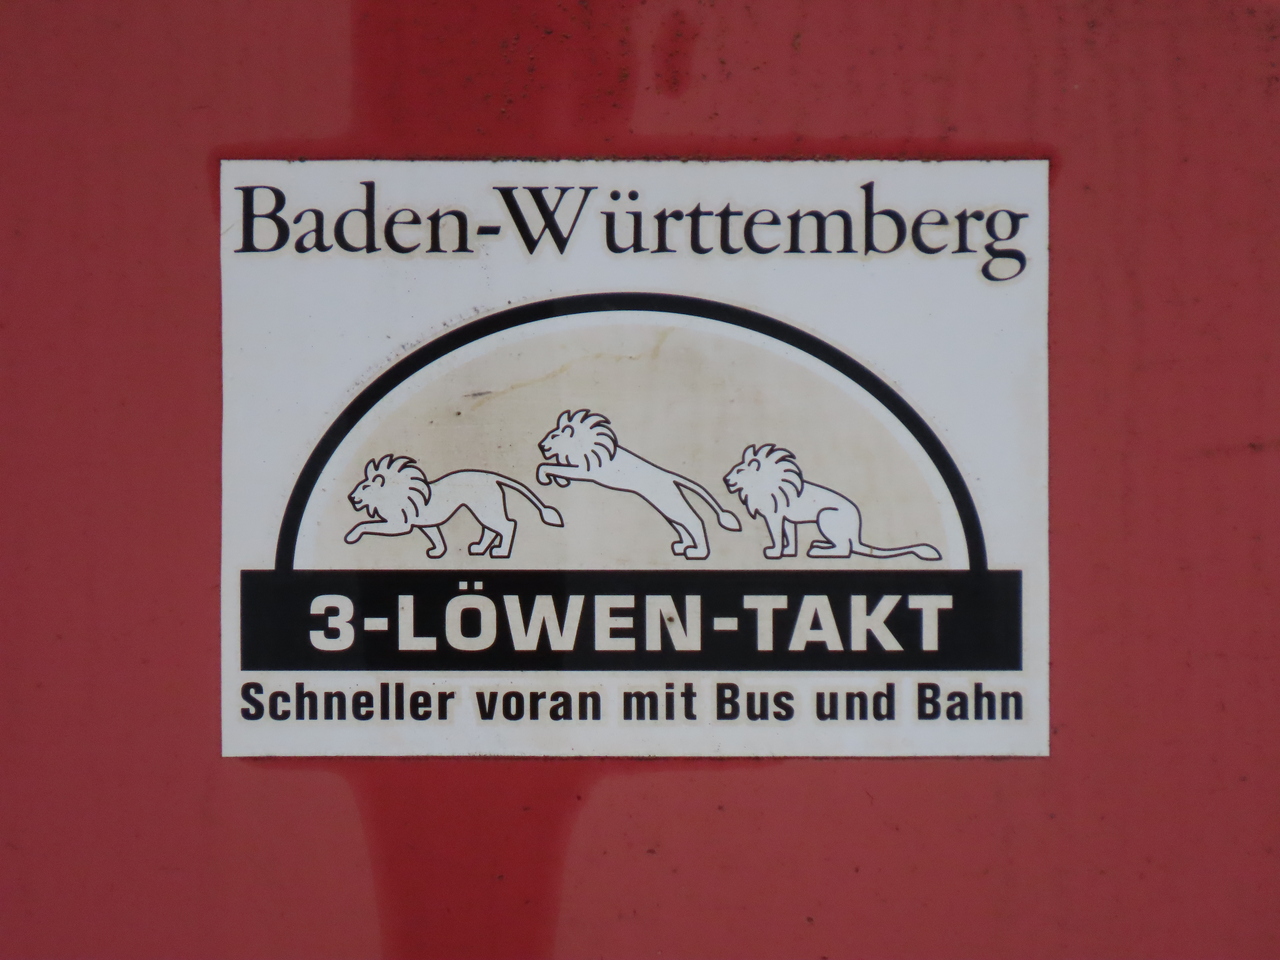 Baden-Württemberg
3-LÖWEN-TAKT
Schneller voran mit Bus und Bahn